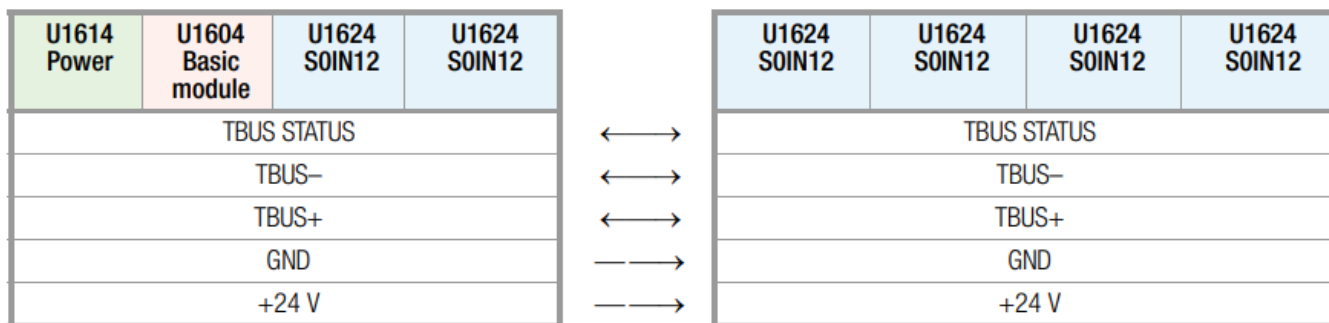 U1614 Power U1604 Basic module U1624 S0IN12 U1624 S0IN12 U1624 S0IN12 U1624 S0IN12 U1624 S0IN12 U1624 S0IN12
TBUS STATUS TBUS STATUS
TBUS– TBUS–
TBUS+ TBUS+
GND GND
+24 V +24 V